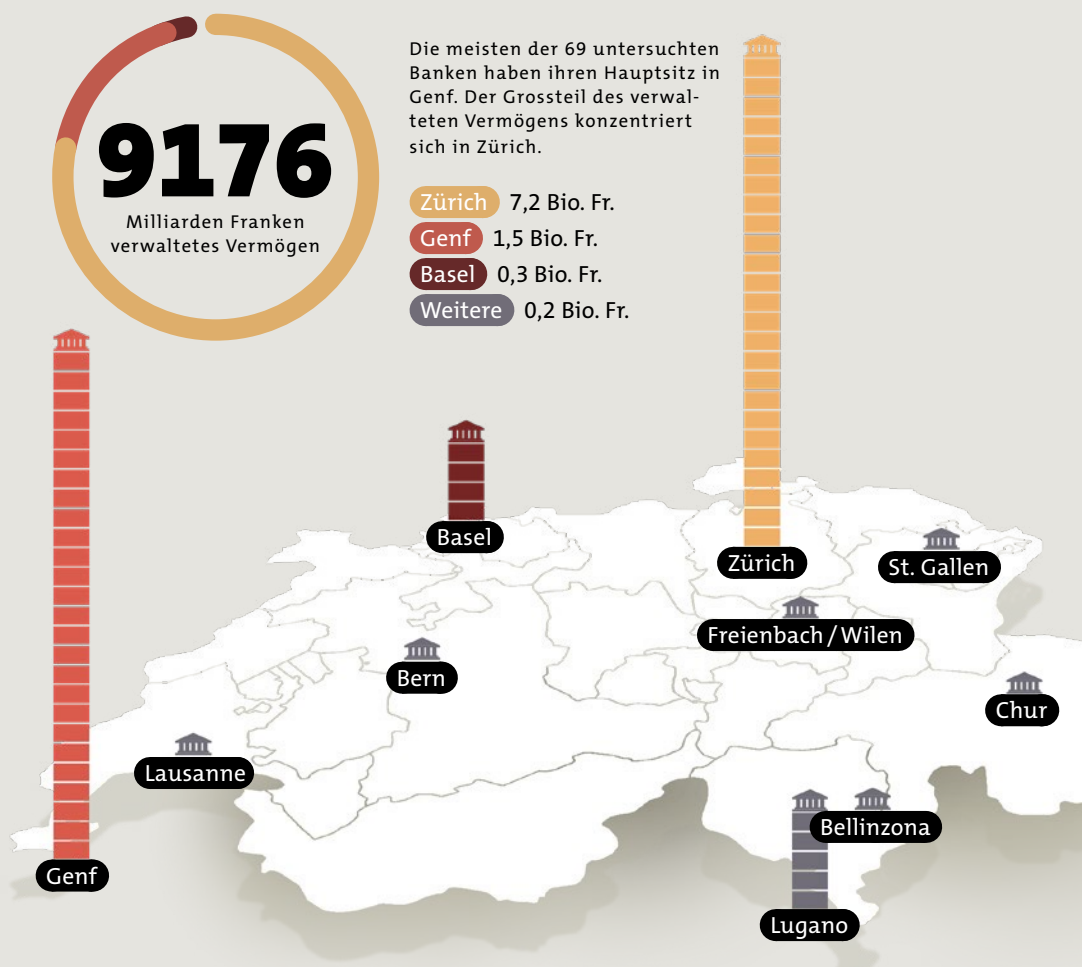 9176
Milliarden Franken
verwaltetes Vermögen
Die meisten der 69 untersuchten
Banken haben ihren Hauptsitz in
Genf. Der Grossteil des verwal-
teten Vermögens konzentriert
sich in Zürich.
Zürich 7,2 Bio. Fr.
Genf 1,5 Bio. Fr.
Basel 0,3 Bio. Fr.
Weitere 0,2 Bio. Fr.
Basel
Zürich
St. Gallen
Freienbach / Wilen
Bern
Chur
Lausanne
Bellinzona
Genf
Lugano